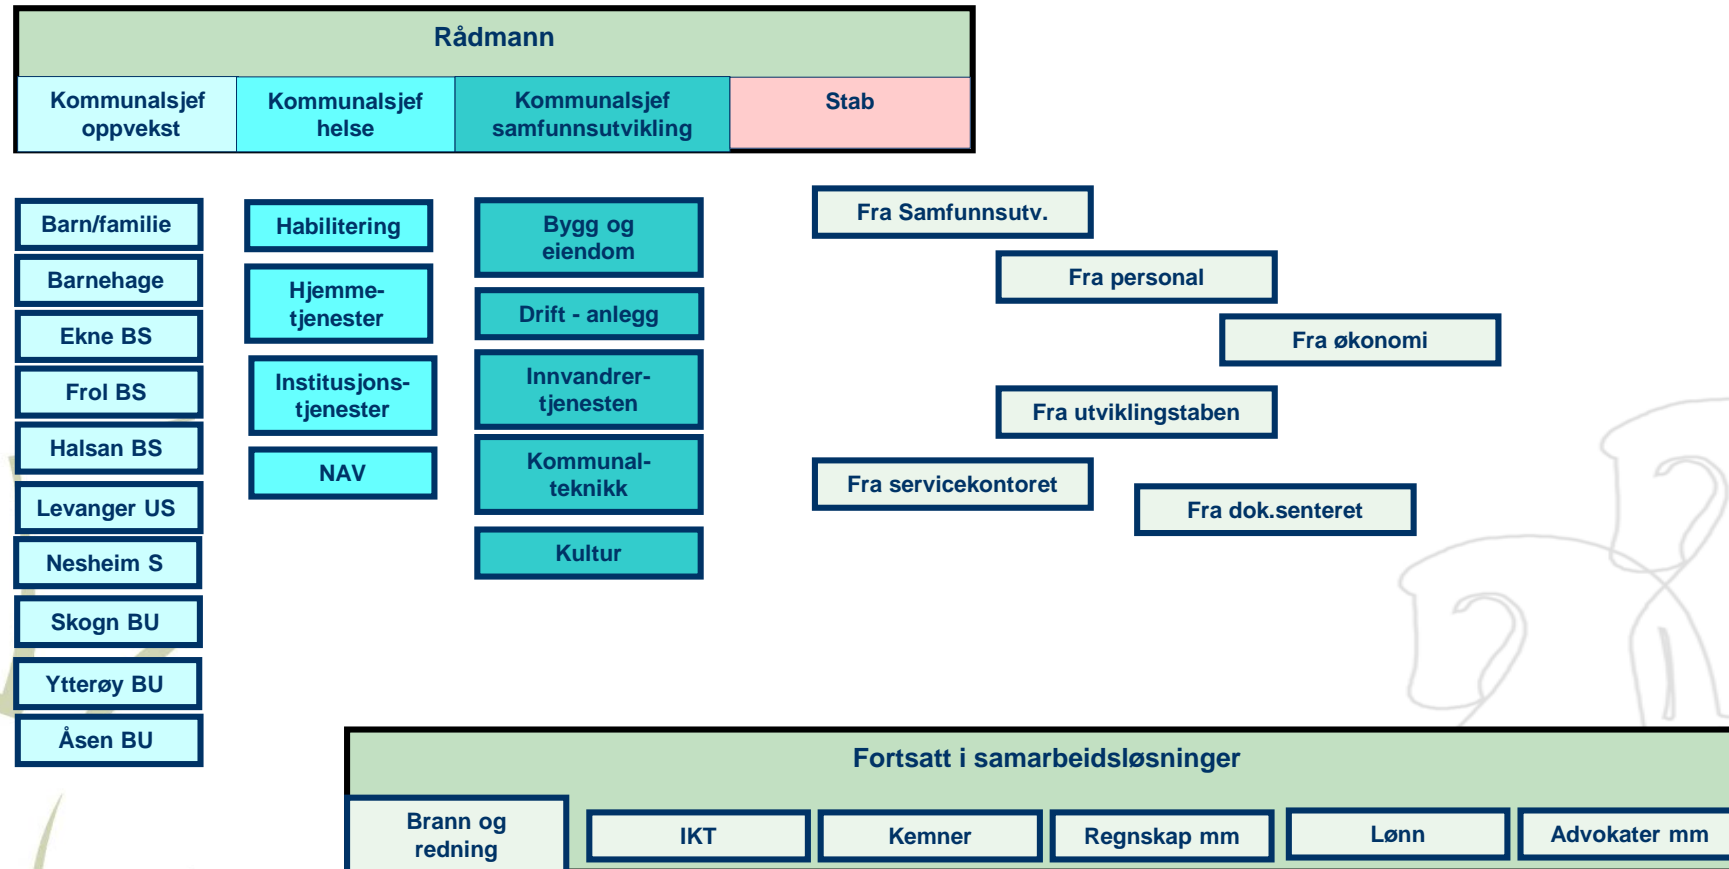 Rådmann
Kommunalsjef
oppvekst
Kommunalsjef
helse
Kommunalsjef
samfunnsutvikling
Stab
Barn/familie
Barnehage
Ekne BS
Frol BS
Halsan BS
Levanger US
Nesheim S
Skogn BU
Ytterøy BU
Åsen BU
Habilitering
Hjemme-
tjenester
Institusjons-
tjenester
NAV
Bygg og
eiendom
Drift - anlegg
Innvandrer-
tjenesten
Kommunal-
teknikk
Kultur
Fra Samfunnsutv.
Fra personal
Fra økonomi
Fra utviklingstaben
Fra servicekontoret
Fra dok.senteret
Fortsatt i samarbeidsløsninger
Brann og
redning
IKT
Kemner
Regnskap mm
Lønn
Advokater mm